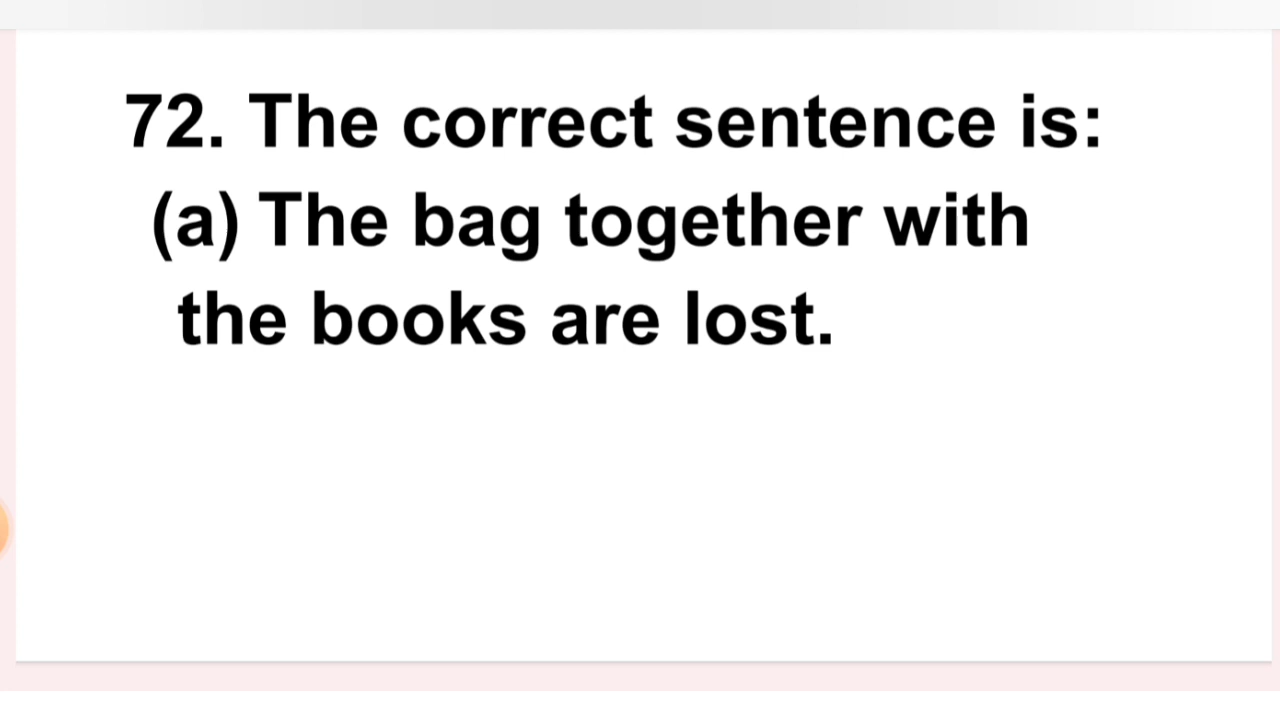 72. The correct sentence is:
(a) The bag together with
the books are lost.